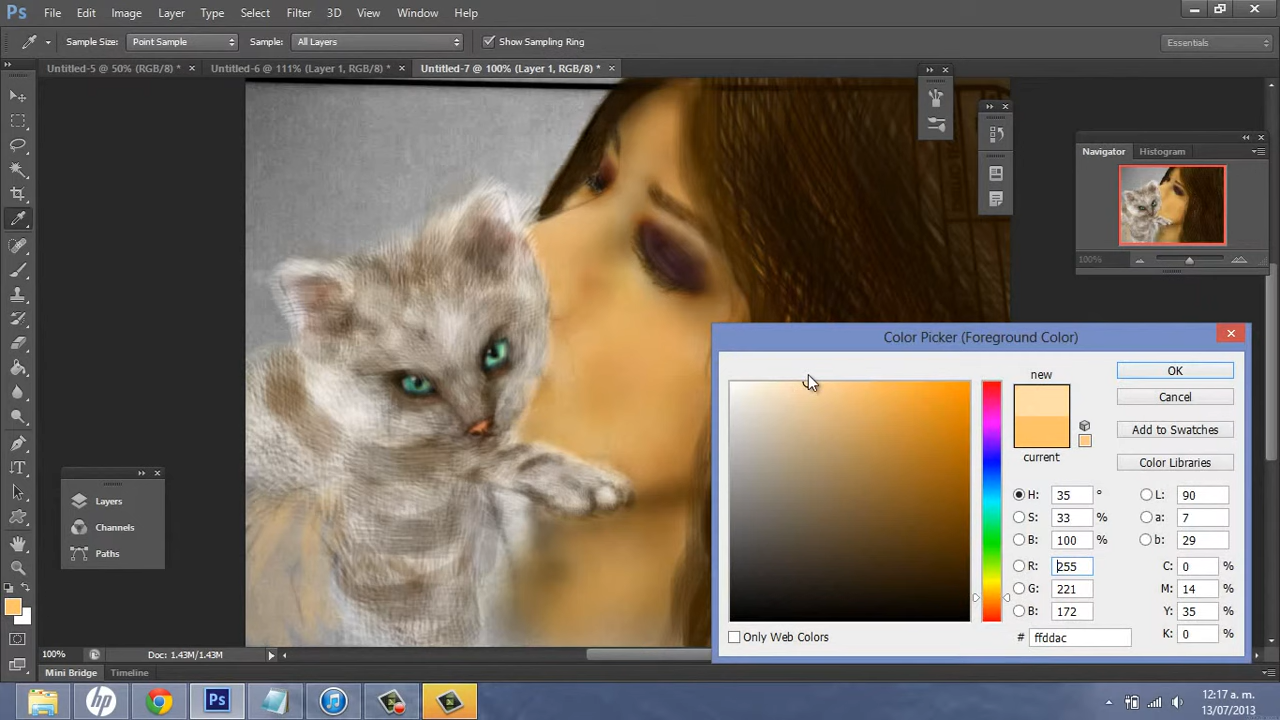 Ps File Edit Image Layer Type Select Filter 3D View Window Help
Sample Size: Point Sample Sample: All Layers Show Sampling Ring Essentials
Untitled-5 @ 50% (RGB/8) * × Untitled-6 @ 111% (Layer 1, RGB/8) * × Untitled-7 @ 100% (Layer 1, RGB/8) * ×
Navigator Histogram
100%
Layers
Channels
Paths
Color Picker (Foreground Color)
new
current
OK
Cancel
Add to Swatches
Color Libraries
H: 35 ° L: 90
S: 33 % a: 7
B: 100 % b: 29
R: 255 C: 0 %
G: 221 M: 14 %
B: 172 Y: 35 %
# ffddac K: 0 %
Only Web Colors
100% Doc: 1.43M/1.43M
Mini Bridge Timeline
hp Ps
12:17 a. m.
13/07/2013